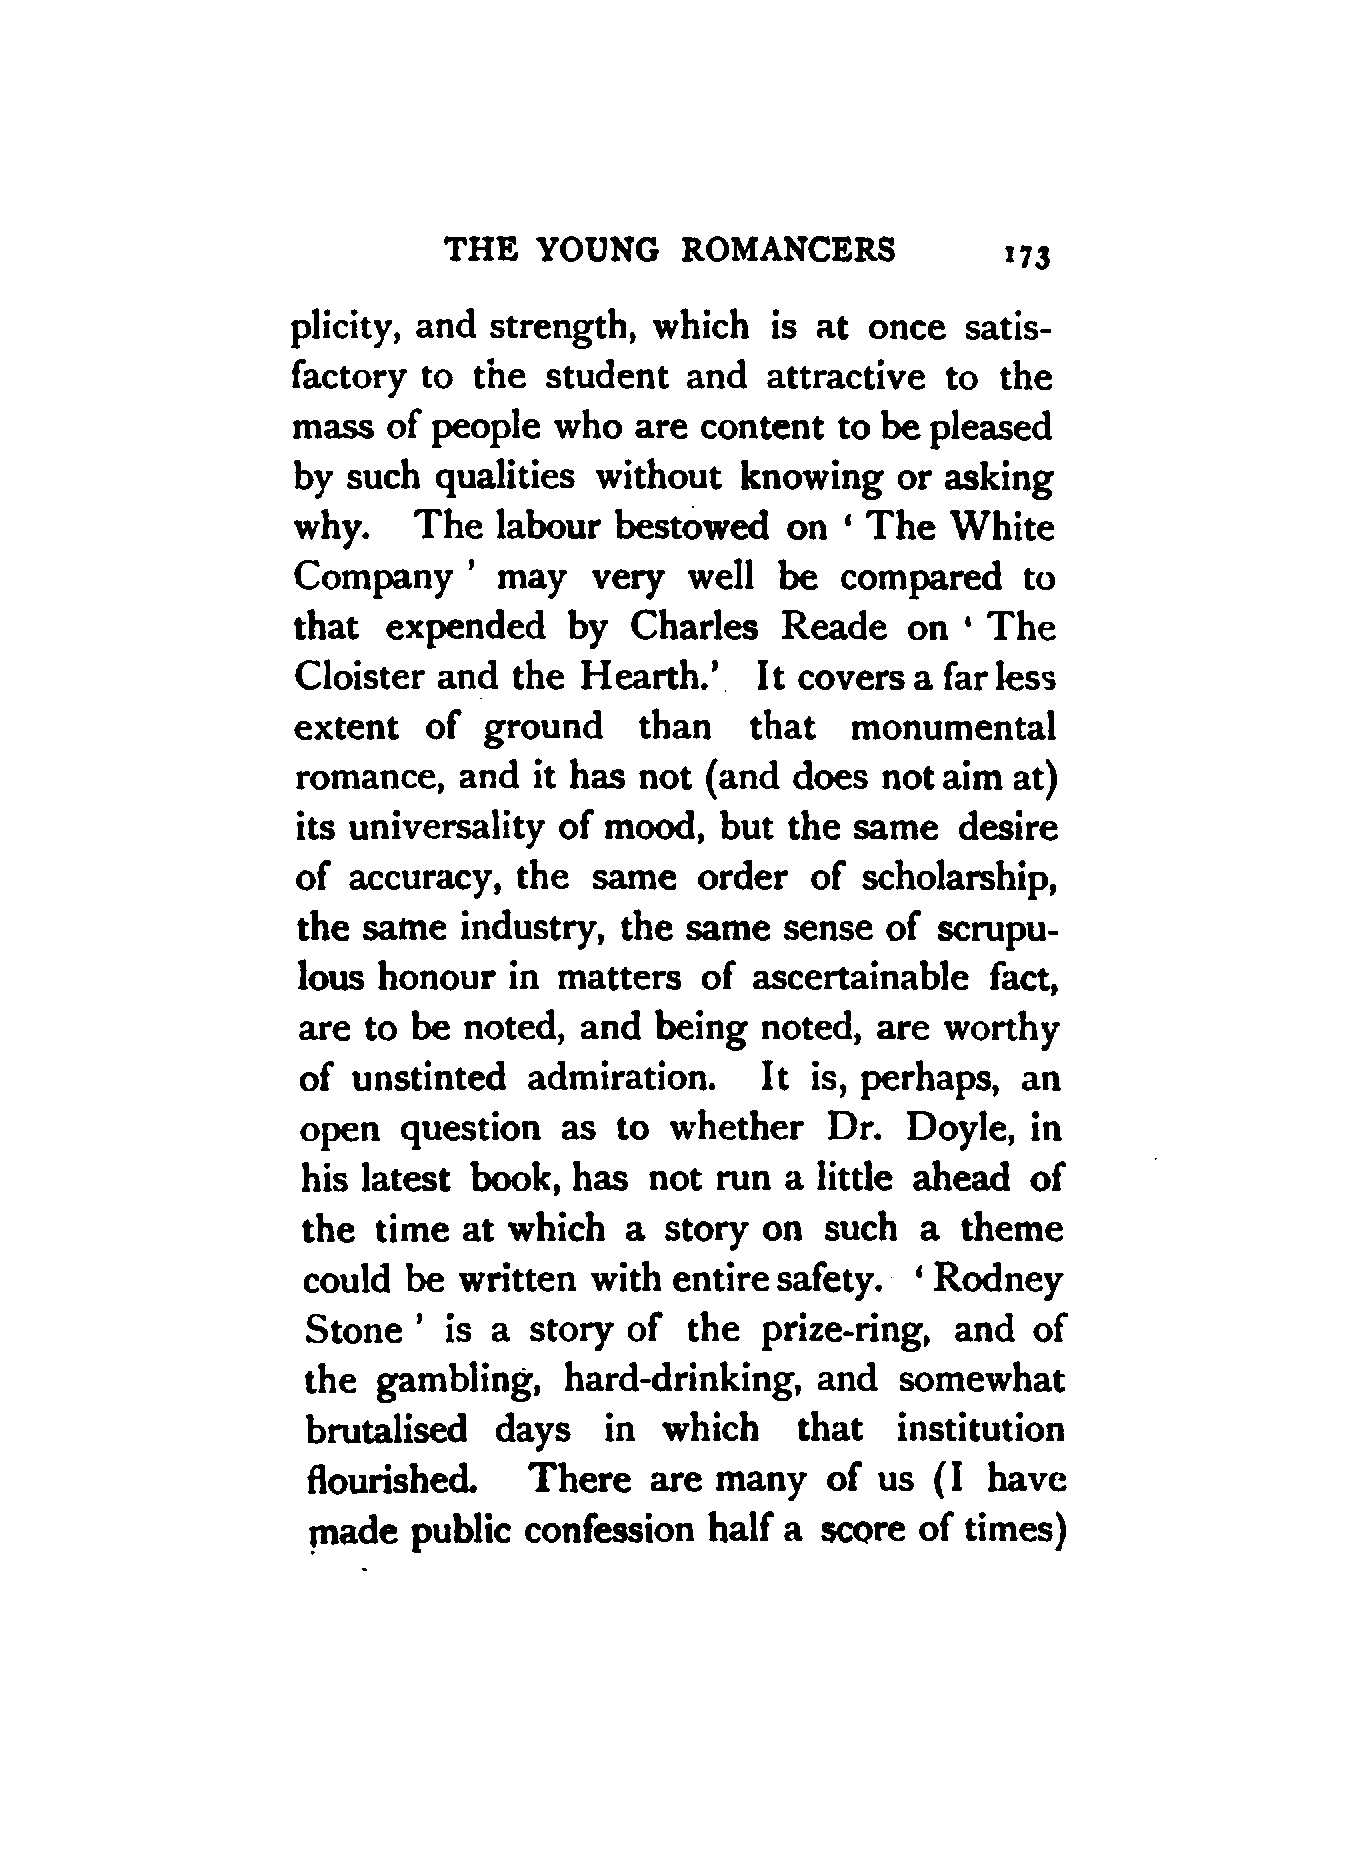 THE YOUNG ROMANCERS 173
plicity, and strength, which is at once satis-
factory to the student and attractive to the
mass of people who are content to be pleased
by such qualities without knowing or asking
why. The labour bestowed on ‘ The White
Company ’ may very well be compared to
that expended by Charles Reade on ‘ The
Cloister and the Hearth.’ It covers a far less
extent of ground than that monumental
romance, and it has not (and does not aim at)
its universality of mood, but the same desire
of accuracy, the same order of scholarship,
the same industry, the same sense of scrupu-
lous honour in matters of ascertainable fact,
are to be noted, and being noted, are worthy
of unstinted admiration. It is, perhaps, an
open question as to whether Dr. Doyle, in
his latest book, has not run a little ahead of
the time at which a story on such a theme
could be written with entire safety. ‘ Rodney
Stone ’ is a story of the prize-ring, and of
the gambling, hard-drinking, and somewhat
brutalised days in which that institution
flourished. There are many of us (I have
made public confession half a score of times)